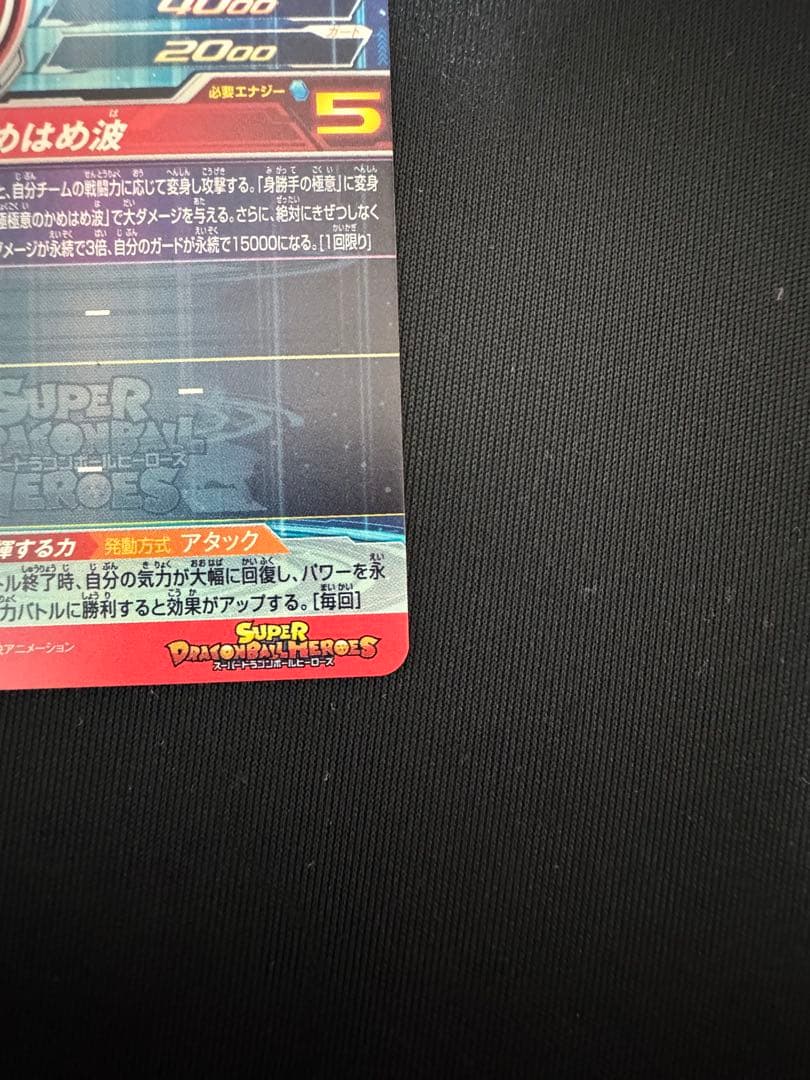 4000
ガード
2000
必要エナジー 5
めはめ波
と、自分チームの戦闘力に応じて変身し攻撃する。「身勝手の極意」に変身
極意のかめはめ波」で大ダメージを与える。さらに、絶対にきぜつしなく
ダメージが永続で3倍、自分のガードが永続で15000になる。[1回限り]
SUPER
DRAGONBALL
スーパードラゴンボールヒーローズ
HEROES
揮する力 発動方式 アタック
トル終了時、自分の気力が大幅に回復し、パワーを永
力バトルに勝利すると効果がアップする。[毎回]
アニメーション
SUPER
DRAGONBALL HEROES
スーパードラゴンボールヒーローズ